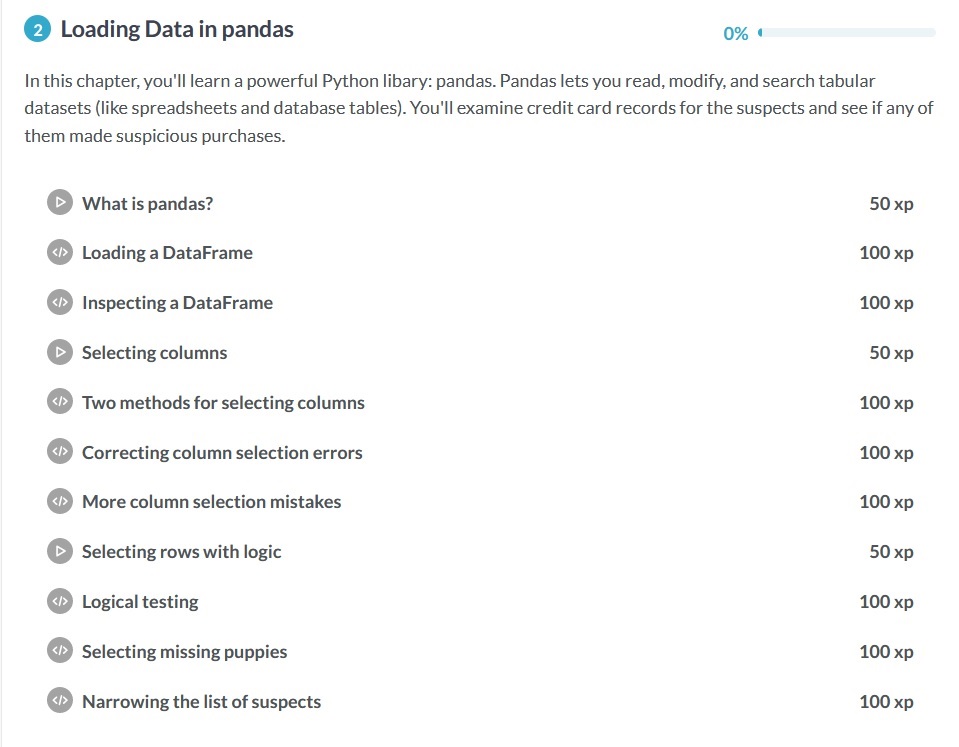 2 Loading Data in pandas 0%
In this chapter, you'll learn a powerful Python libary: pandas. Pandas lets you read, modify, and search tabular
datasets (like spreadsheets and database tables). You'll examine credit card records for the suspects and see if any of
them made suspicious purchases.
What is pandas? 50 xp
</> Loading a DataFrame 100 xp
</> Inspecting a DataFrame 100 xp
Selecting columns 50 xp
</> Two methods for selecting columns 100 xp
</> Correcting column selection errors 100 xp
</> More column selection mistakes 100 xp
Selecting rows with logic 50 xp
</> Logical testing 100 xp
</> Selecting missing puppies 100 xp
</> Narrowing the list of suspects 100 xp